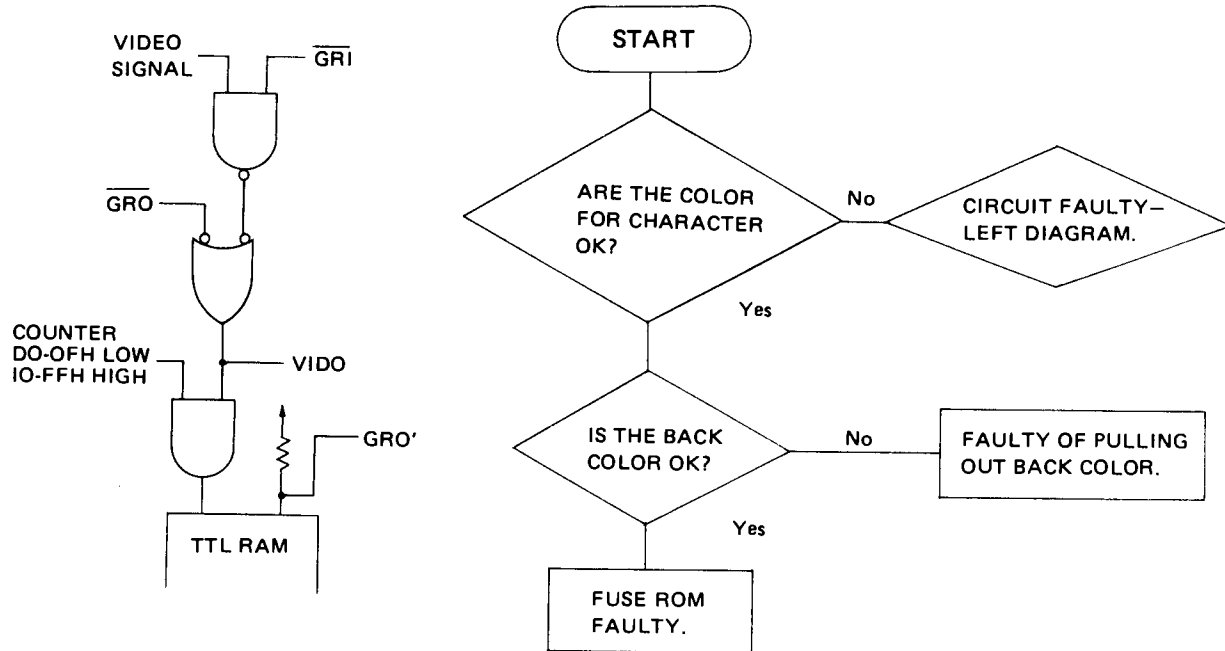 VIDEO
SIGNAL
GRI
GRO
COUNTER
DO-OFH LOW
IO-FFH HIGH
VIDO
GRO'
TTL RAM
START
ARE THE COLOR
FOR CHARACTER
OK?
No
CIRCUIT FAULTY—
LEFT DIAGRAM.
Yes
IS THE BACK
COLOR OK?
No
FAULTY OF PULLING
OUT BACK COLOR.
Yes
FUSE ROM
FAULTY.